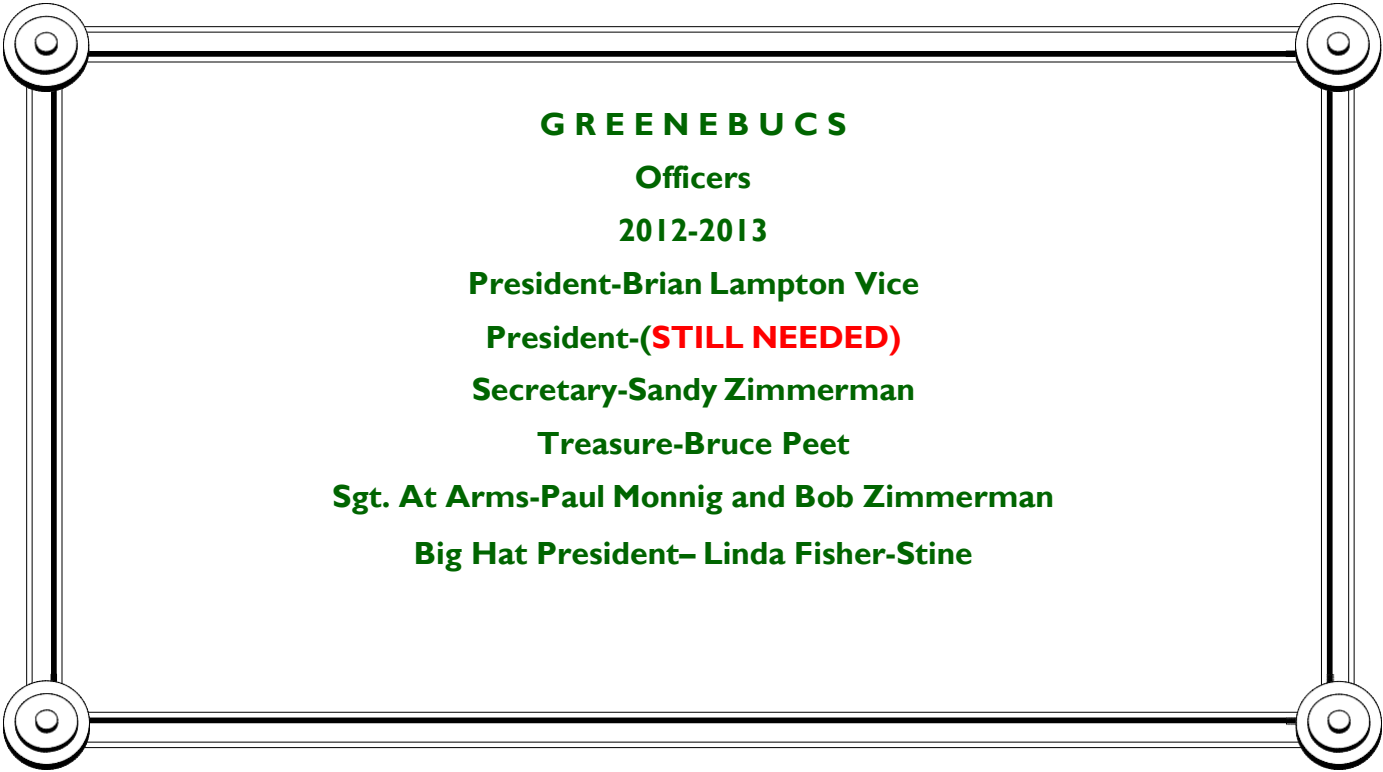 G R E E N E B U C S
Officers
2012-2013
President-Brian Lampton Vice
President-(STILL NEEDED)
Secretary-Sandy Zimmerman
Treasure-Bruce Peet
Sgt. At Arms-Paul Monnig and Bob Zimmerman
Big Hat President– Linda Fisher-Stine